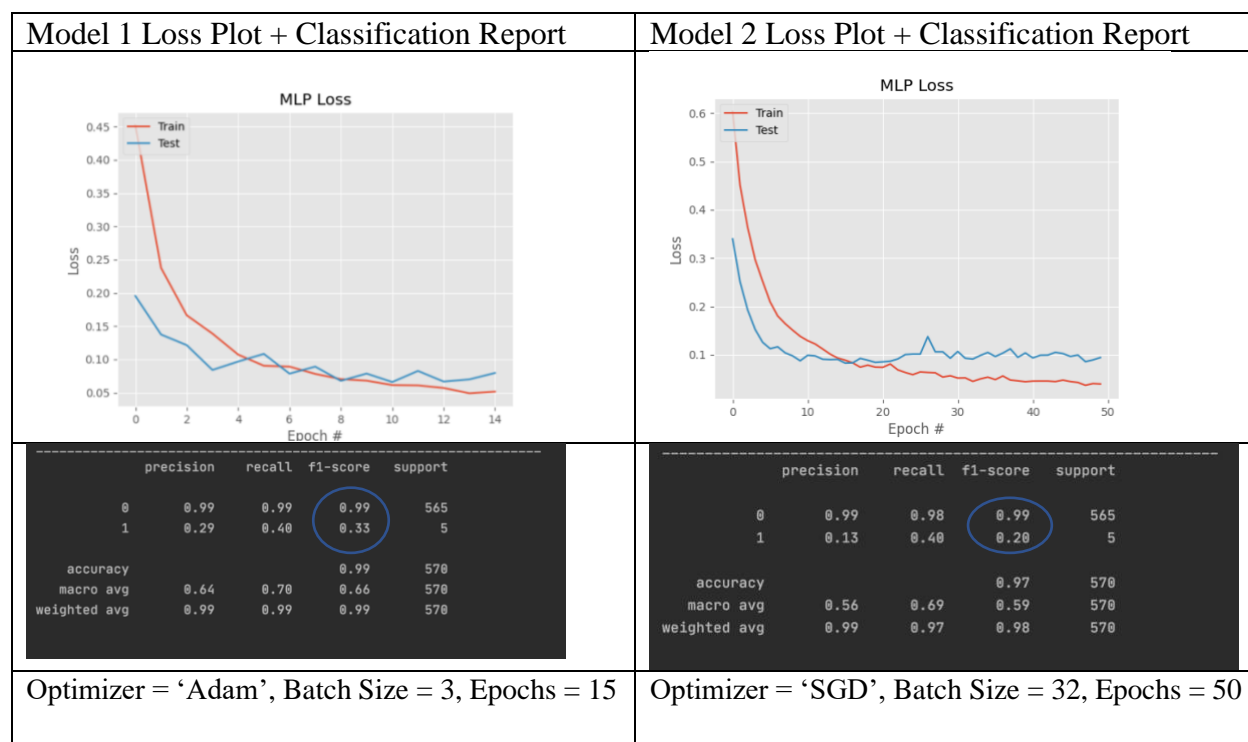 Model 1 Loss Plot + Classification Report
MLP Loss
Train
Test
0.45
0.40
0.35
0.30
0.25
0.20
0.15
0.10
0.05
Loss
0 2 4 6 8 10 12 14
Epoch #
precision recall f1-score support
0 0.99 0.99 0.99 565
1 0.29 0.40 0.33 5
accuracy 0.99 570
macro avg 0.64 0.70 0.66 570
weighted avg 0.99 0.99 0.99 570
Optimizer = ‘Adam’, Batch Size = 3, Epochs = 15
Model 2 Loss Plot + Classification Report
MLP Loss
Train
Test
0.6
0.5
0.4
0.3
0.2
0.1
Loss
0 10 20 30 40 50
Epoch #
precision recall f1-score support
0 0.99 0.98 0.99 565
1 0.13 0.40 0.20 5
accuracy 0.97 570
macro avg 0.56 0.69 0.59 570
weighted avg 0.99 0.97 0.98 570
Optimizer = ‘SGD’, Batch Size = 32, Epochs = 50